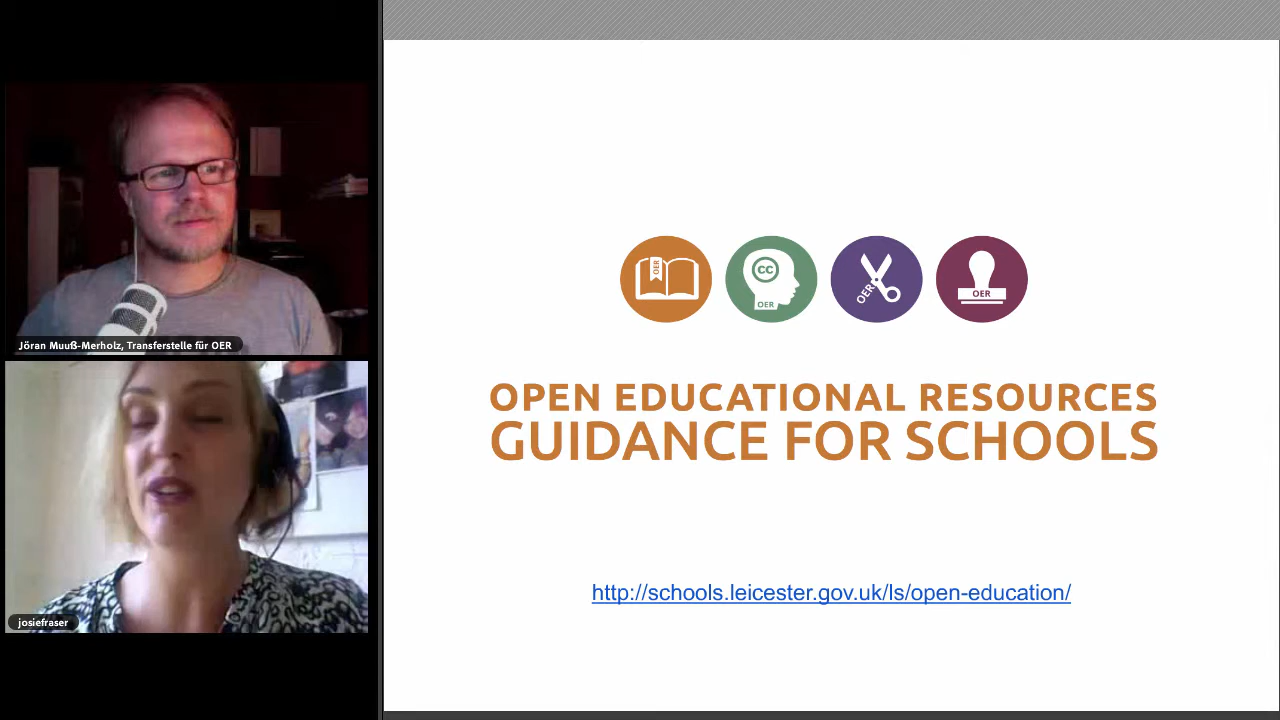 Jöran Muuß-Merholz, Transferstelle für OER
josiefraser
OER
CC
OER
OER
OER
OPEN EDUCATIONAL RESOURCES
GUIDANCE FOR SCHOOLS
http://schools.leicester.gov.uk/ls/open-education/